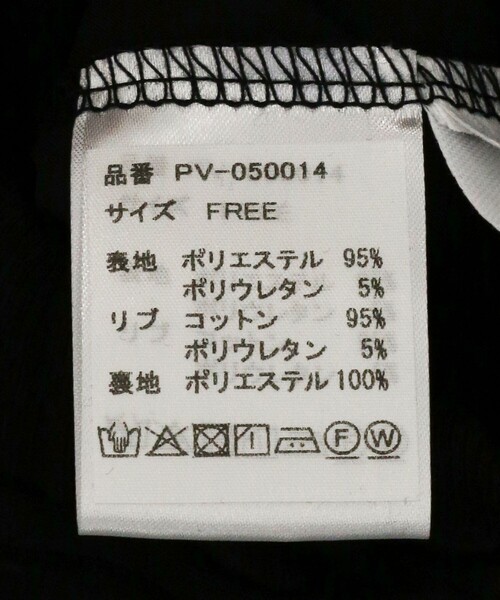 品番 PV-050014
サイズ FREE
表地 ポリエステル 95%
ポリウレタン 5%
リブ コットン 95%
ポリウレタン 5%
裏地 ポリエステル 100%
F W